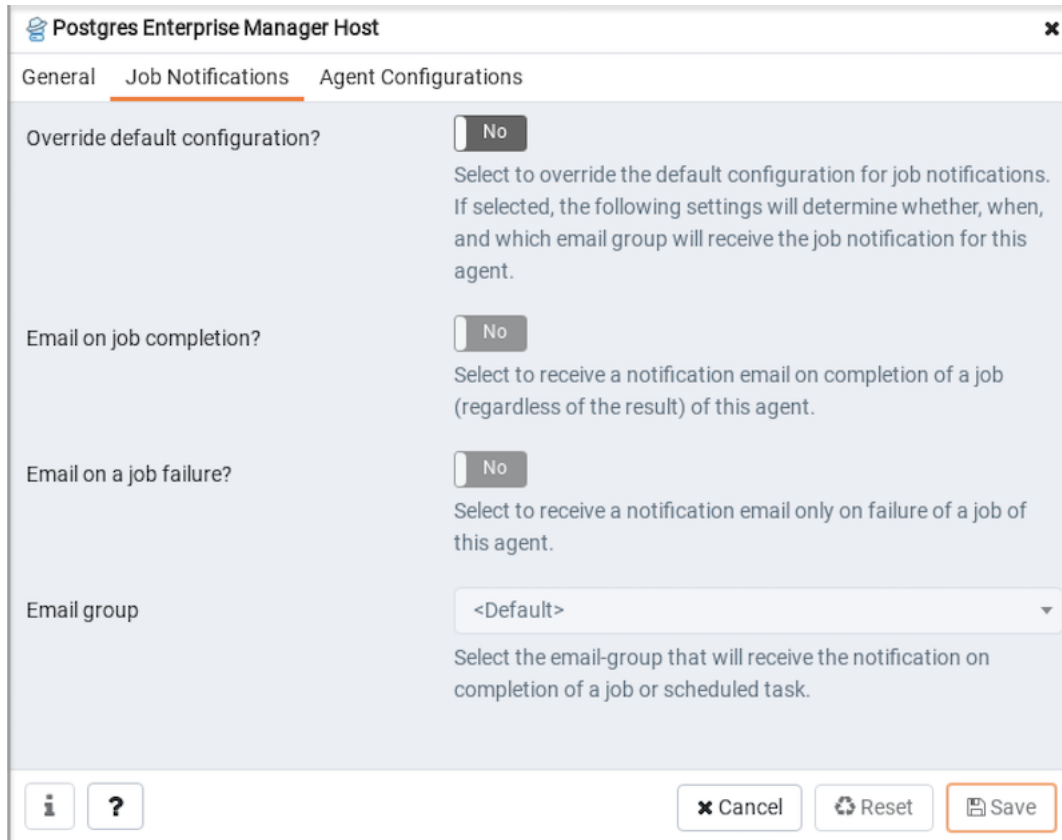 Postgres Enterprise Manager Host
General Job Notifications Agent Configurations
Override default configuration?
No
Select to override the default configuration for job notifications.
If selected, the following settings will determine whether, when,
and which email group will receive the job notification for this
agent.
Email on job completion?
No
Select to receive a notification email on completion of a job
(regardless of the result) of this agent.
Email on a job failure?
No
Select to receive a notification email only on failure of a job of
this agent.
Email group
<Default>
Select the email-group that will receive the notification on
completion of a job or scheduled task.
i ? Cancel Reset Save